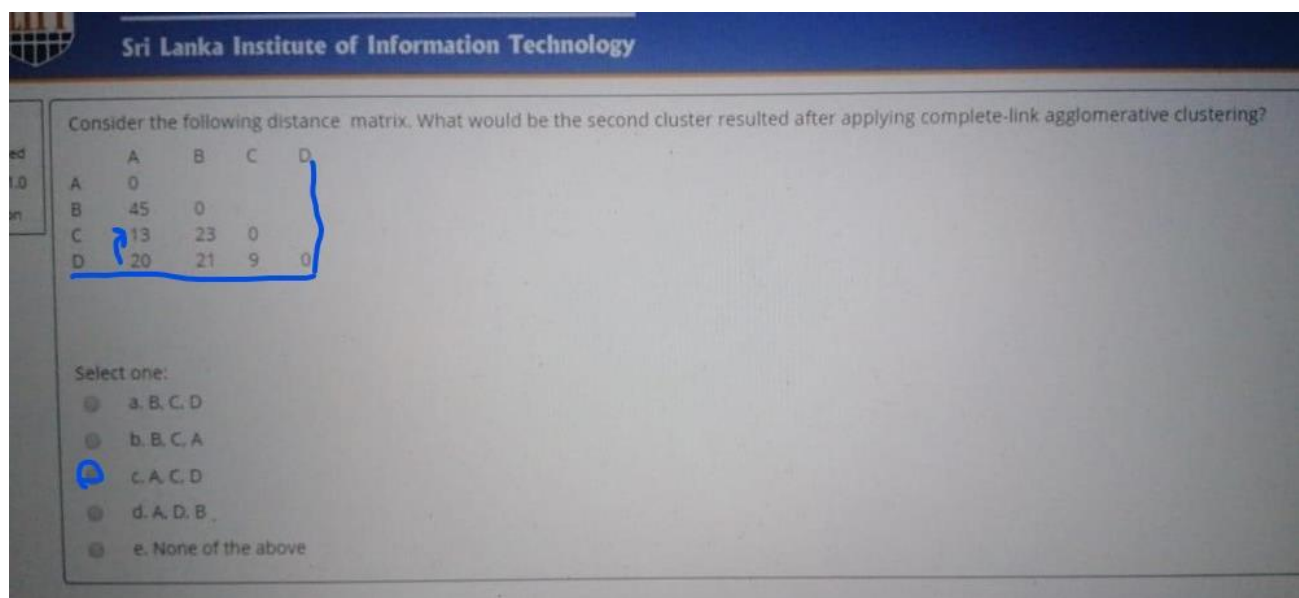 Sri Lanka Institute of Information Technology
Consider the following distance matrix. What would be the second cluster resulted after applying complete-link agglomerative clustering?
A B C D
A 0
B 45 0
C 13 23 0
D 20 21 9 0
Select one:
a. B, C, D
b. B, C, A
c. A, C, D
d. A, D, B
e. None of the above